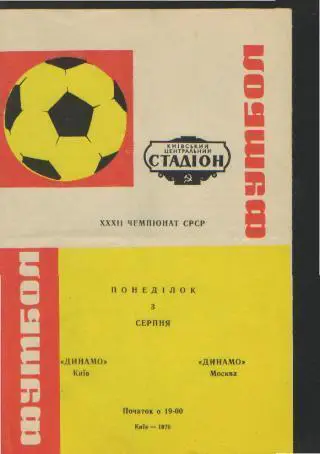 ФУТБОЛ
КИЇВСЬКИЙ
ЦЕНТРАЛЬНИЙ
СТАДІОН
XXXII ЧЕМПІОНАТ СРСР
ФУТБОЛ
ПОНЕДІЛОК
3
СЕРПНЯ
«ДИНАМО» «ДИНАМО»
Київ Москва
Початок о 19-00
Київ — 1970